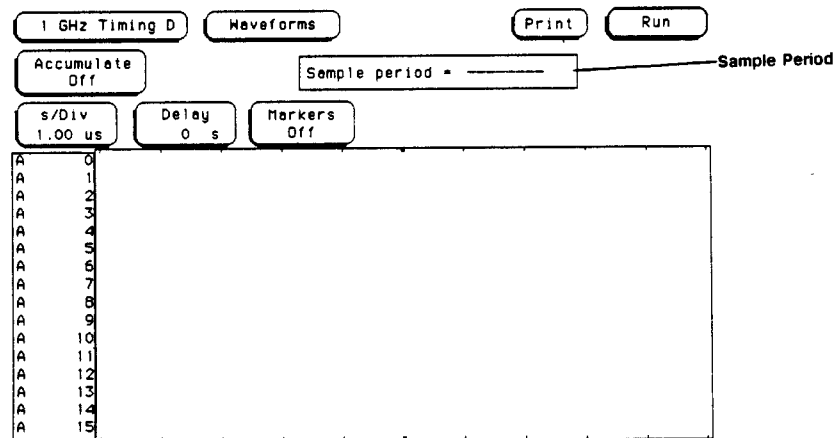 1 GHz Timing D Waveforms Print Run
Accumulate
Off
Sample period = --------
Sample Period
s/Div
1.00 us
Delay
0 s
Markers
Off
A 0
A 1
A 2
A 3
A 4
A 5
A 6
A 7
A 8
A 9
A 10
A 11
A 12
A 13
A 14
A 15